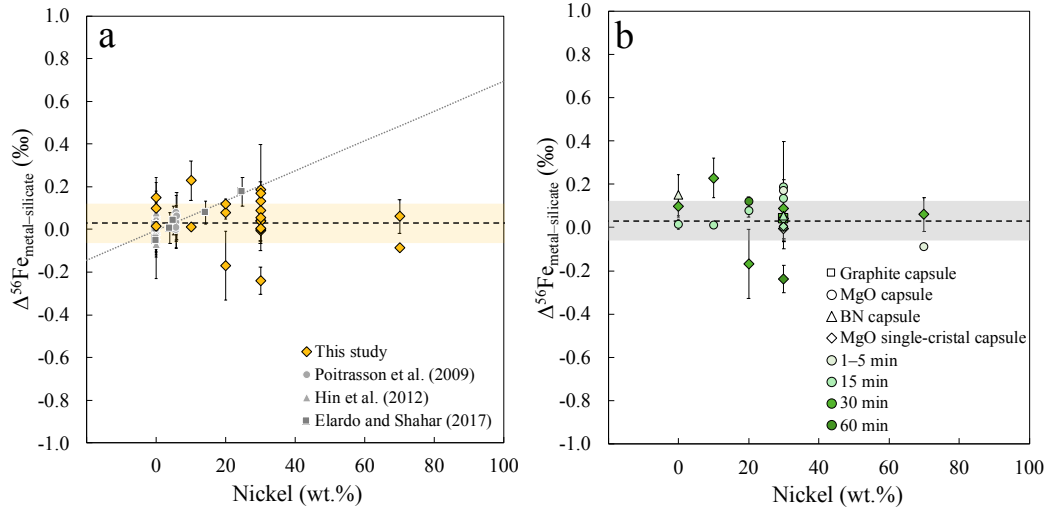 a
Δ⁵⁶Fe metal–silicate (‰)
1.0
0.8
0.6
0.4
0.2
0.0
-0.2
-0.4
-0.6
-0.8
-1.0
This study
Poitrasson et al. (2009)
Hin et al. (2012)
Elardo and Shahar (2017)
0 20 40 60 80 100
Nickel (wt.%)
b
Δ⁵⁶Fe metal–silicate (‰)
1.0
0.8
0.6
0.4
0.2
0.0
-0.2
-0.4
-0.6
-0.8
-1.0
Graphite capsule
MgO capsule
BN capsule
MgO single-cristal capsule
1–5 min
15 min
30 min
60 min
0 20 40 60 80 100
Nickel (wt.%)